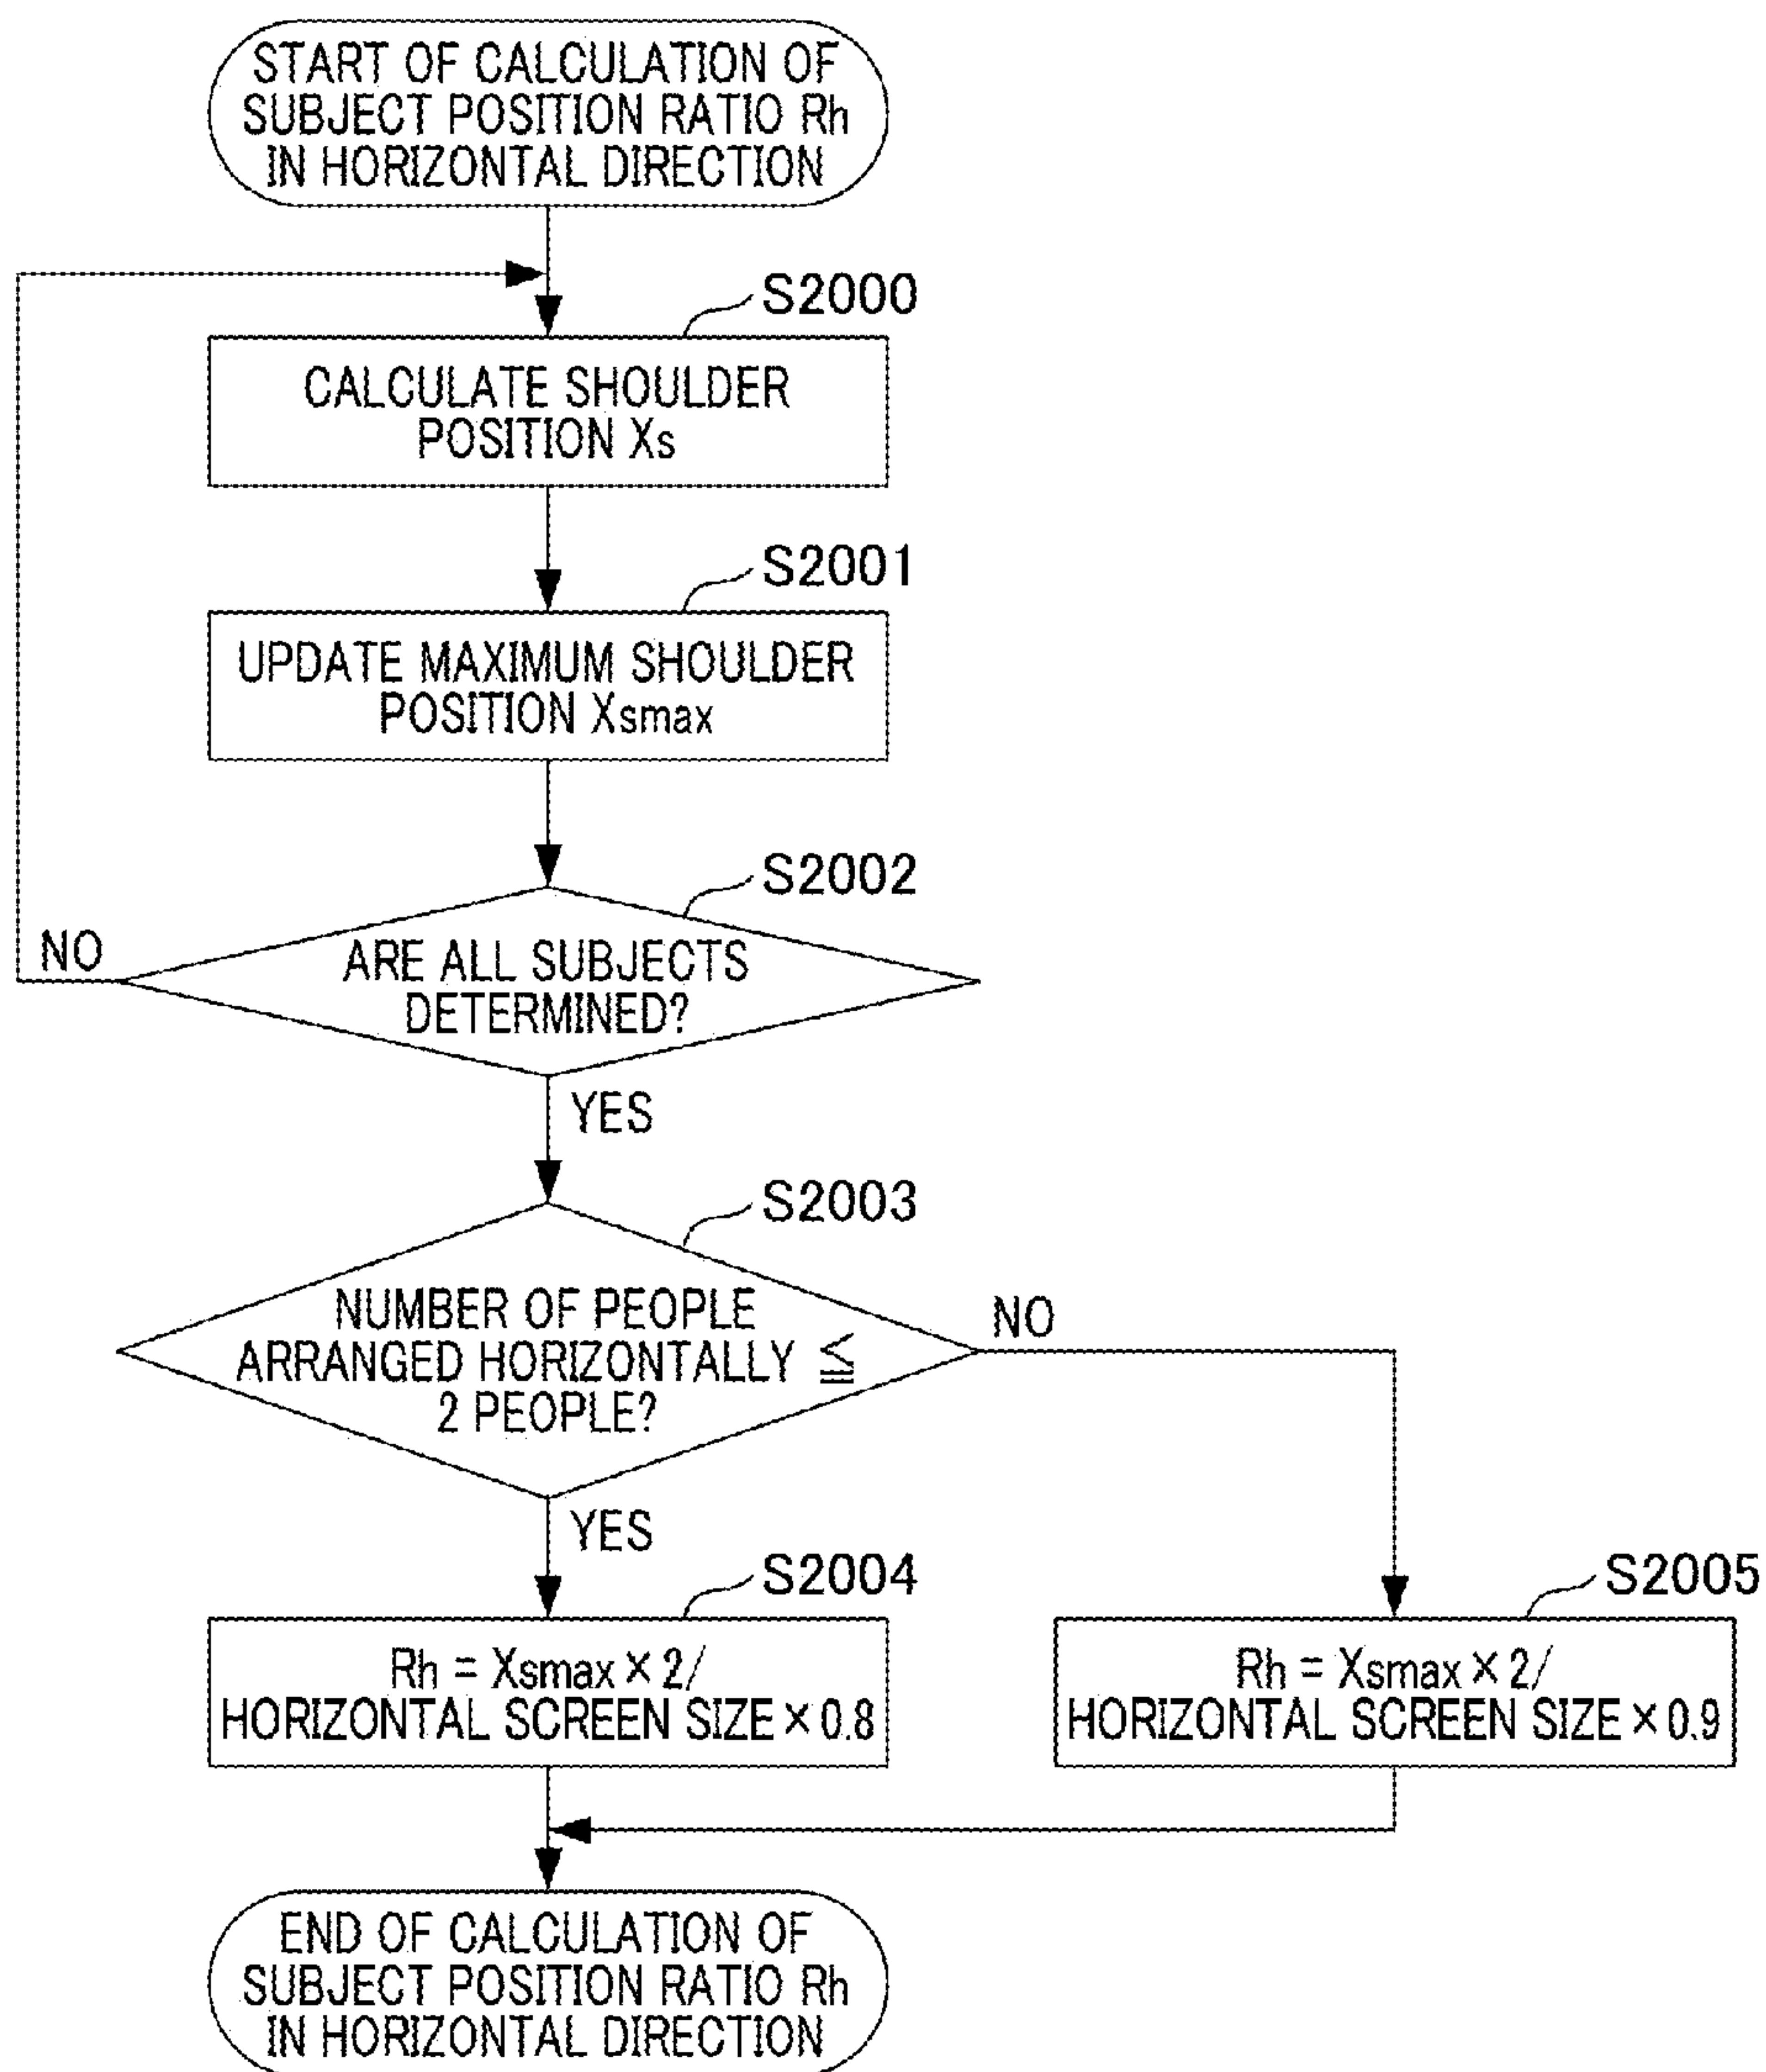 START OF CALCULATION OF
SUBJECT POSITION RATIO Rh
IN HORIZONTAL DIRECTION
S2000
CALCULATE SHOULDER
POSITION Xs
S2001
UPDATE MAXIMUM SHOULDER
POSITION Xsmax
S2002
NO
ARE ALL SUBJECTS
DETERMINED?
YES
S2003
NUMBER OF PEOPLE
ARRANGED HORIZONTALLY ≦
2 PEOPLE?
NO
YES
S2004
Rh = Xsmax × 2/
HORIZONTAL SCREEN SIZE × 0.8
S2005
Rh = Xsmax × 2/
HORIZONTAL SCREEN SIZE × 0.9
END OF CALCULATION OF
SUBJECT POSITION RATIO Rh
IN HORIZONTAL DIRECTION